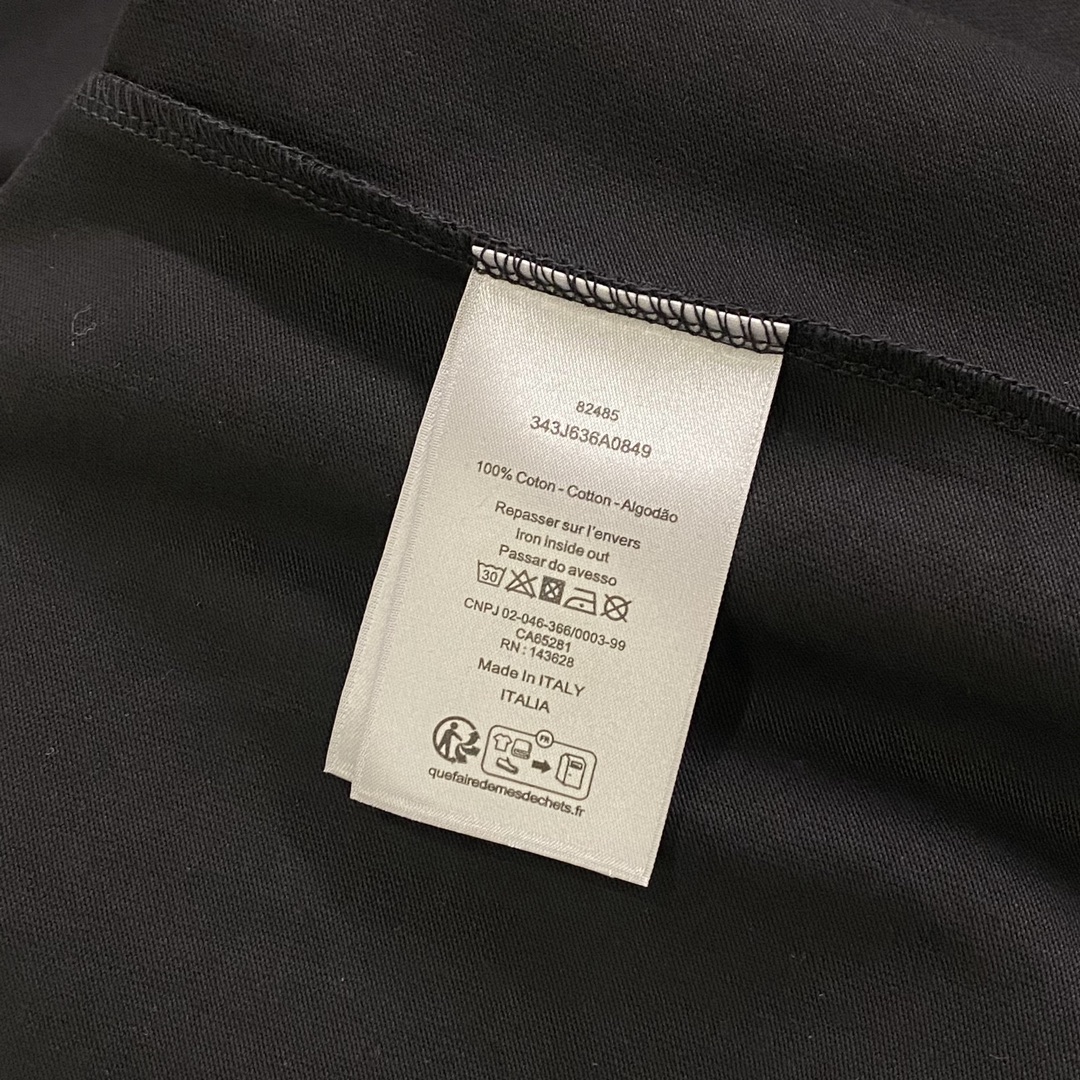 82485
343J636A0849
100% Coton - Cotton - Algodão
Repasser sur l'envers
Iron inside out
Passar do avesso
30
CNPJ 02-046-366/0003-99
CA65281
RN : 143628
Made In ITALY
ITALIA
FR
quefairedemesdechets.fr